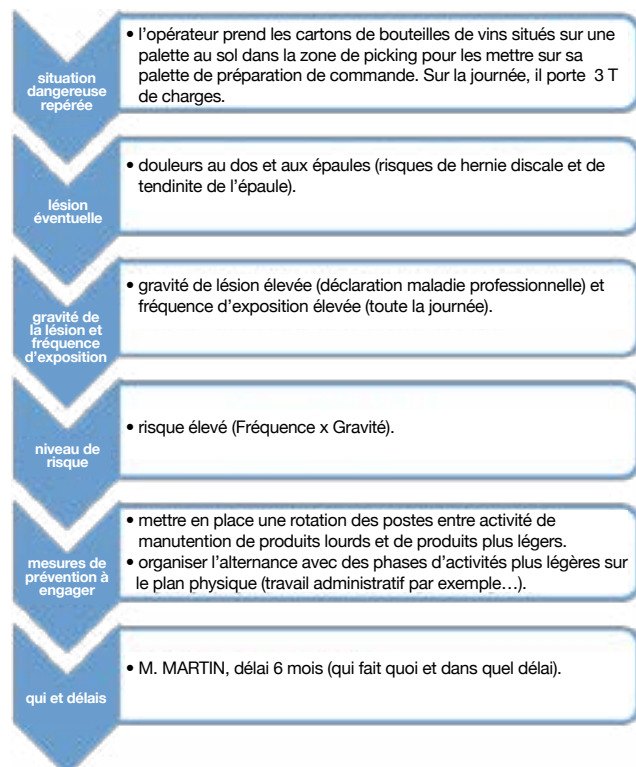 situation
dangereuse
repérée
• l'opérateur prend les cartons de bouteilles de vins situés sur une
palette au sol dans la zone de picking pour les mettre sur sa
palette de préparation de commande. Sur la journée, il porte 3 T
de charges.
lésion
éventuelle
• douleurs au dos et aux épaules (risques de hernie discale et de
tendinite de l'épaule).
gravité de
la lésion et
fréquence
d'exposition
• gravité de lésion élevée (déclaration maladie professionnelle) et
fréquence d'exposition élevée (toute la journée).
niveau de
risque
• risque élevé (Fréquence x Gravité).
mesures de
prévention à
engager
• mettre en place une rotation des postes entre activité de
manutention de produits lourds et de produits plus légers.
• organiser l'alternance avec des phases d'activités plus légères sur
le plan physique (travail administratif par exemple…).
qui et délais
• M. MARTIN, délai 6 mois (qui fait quoi et dans quel délai).